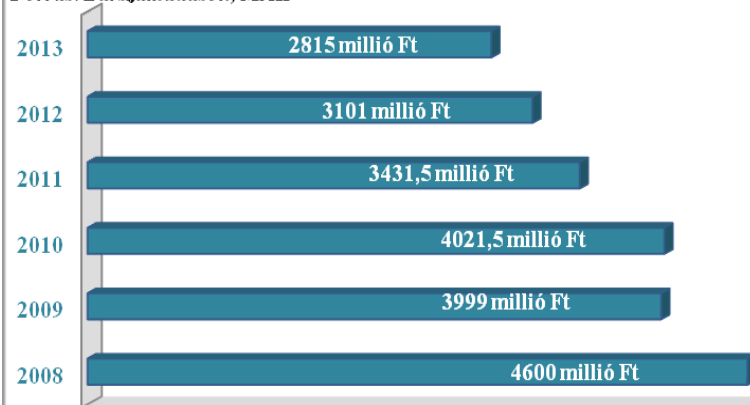 2013 2815 millió Ft
2012 3101 millió Ft
2011 3431,5 millió Ft
2010 4021,5 millió Ft
2009 3999 millió Ft
2008 4600 millió Ft